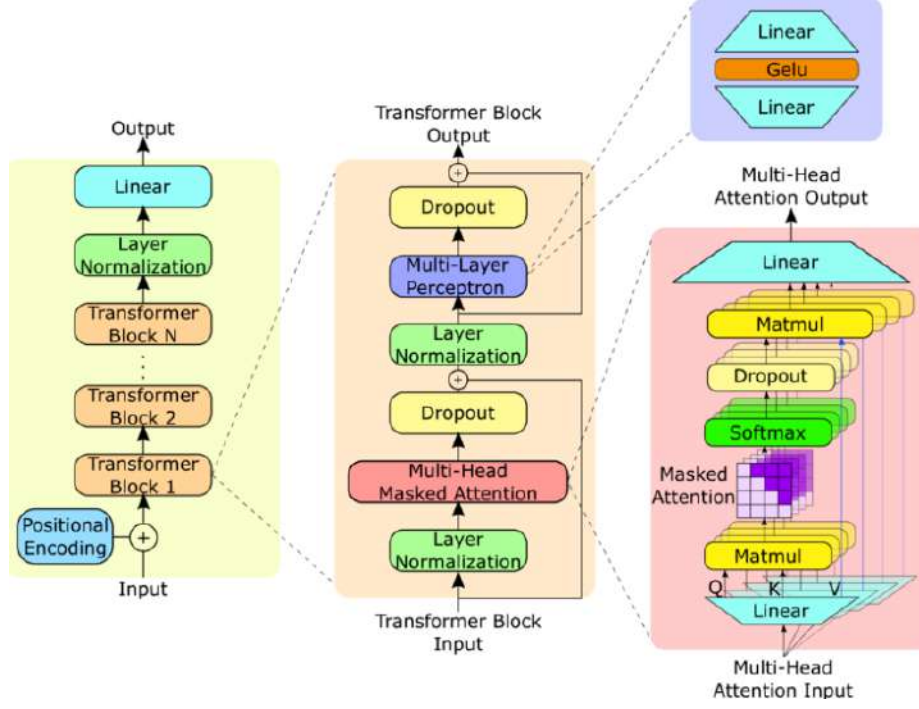 Output
Linear
Layer
Normalization
Transformer
Block N
Transformer
Block 2
Transformer
Block 1
Positional
Encoding
+
Input
Transformer Block
Output
+
Dropout
Multi-Layer
Perceptron
Layer
Normalization
+
Dropout
Multi-Head
Masked Attention
Layer
Normalization
Transformer Block
Input
Linear
Gelu
Linear
Multi-Head
Attention Output
Linear
Matmul
Dropout
Softmax
Masked
Attention
Matmul
Q K V
Linear
Multi-Head
Attention Input